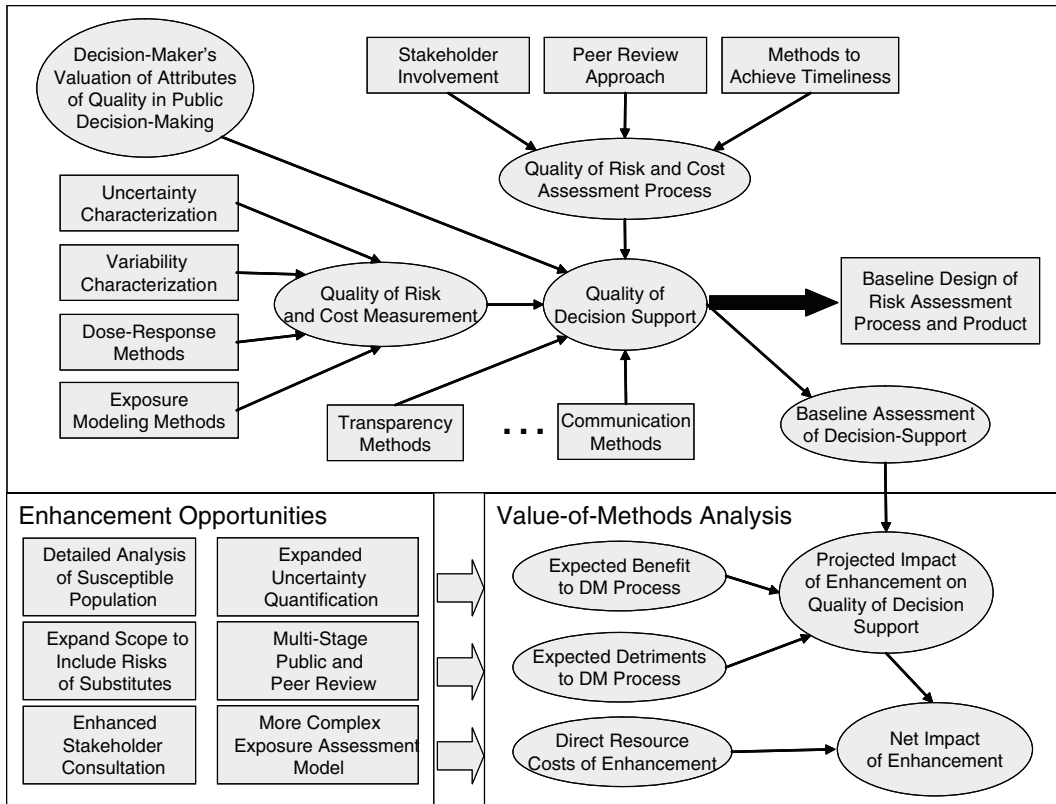 Decision-Maker's
Valuation of Attributes
of Quality in Public
Decision-Making
Stakeholder
Involvement
Peer Review
Approach
Methods to
Achieve Timeliness
Quality of Risk and Cost
Assessment Process
Uncertainty
Characterization
Variability
Characterization
Dose-Response
Methods
Exposure
Modeling Methods
Quality of Risk
and Cost Measurement
Quality of
Decision Support
Baseline Design of
Risk Assessment
Process and Product
Transparency
Methods
...
Communication
Methods
Baseline Assessment
of Decision-Support
Enhancement Opportunities
Detailed Analysis
of Susceptible
Population
Expanded
Uncertainty
Quantification
Expand Scope to
Include Risks
of Substitutes
Multi-Stage
Public and
Peer Review
Enhanced
Stakeholder
Consultation
More Complex
Exposure Assessment
Model
Value-of-Methods Analysis
Expected Benefit
to DM Process
Projected Impact
of Enhancement on
Quality of Decision
Support
Expected Detriments
to DM Process
Direct Resource
Costs of Enhancement
Net Impact
of Enhancement